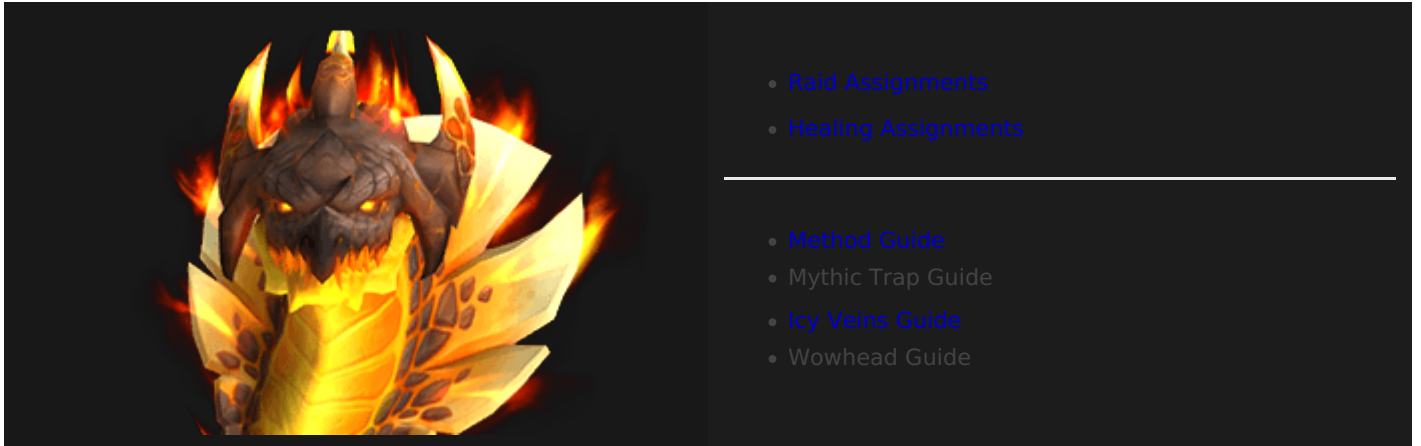 Raid Assignments
Healing Assignments
Method Guide
Mythic Trap Guide
Icy Veins Guide
Wowhead Guide